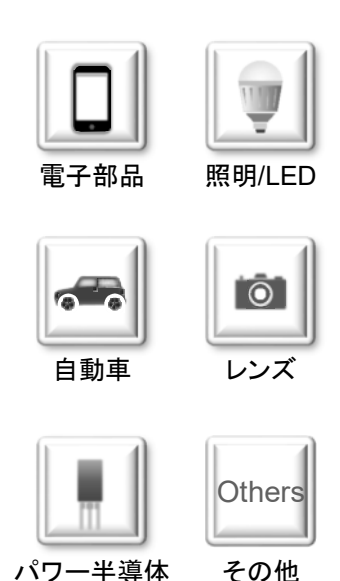 電子部品
照明/LED
自動車
レンズ
Others
パワー半導体
その他